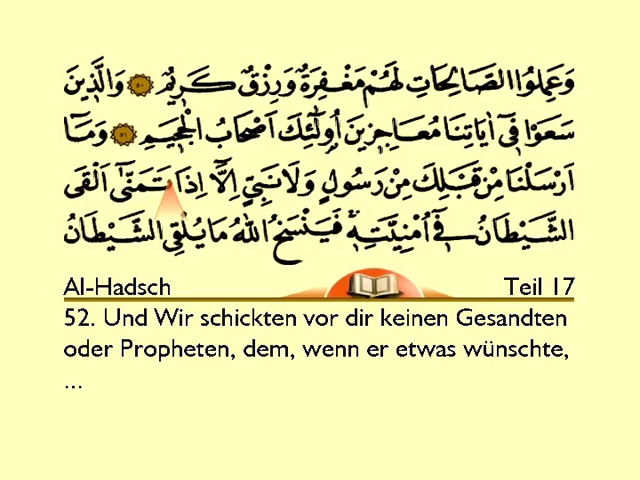 وَعَمِلُوا الصَّالِحَاتِ لَهُمْ مَغْفِرَةٌ وَرِزْقٌ كَرِيمٌ ۝٥٠ وَالَّذِينَ
سَعَوْا فِٓى اٰيَاتِنَا مُعَاجِزِينَ اُولٰٓئِكَ اَصْحَابُ الْجَحِيمِ ۝٥١ وَمَٓا
اَرْسَلْنَا مِنْ قَبْلِكَ مِنْ رَسُولٍ وَلَا نَبِيٍّ اِلَّٓا اِذَا تَمَنّٰٓى اَلْقَى
الشَّيْطَانُ فِٓى اُمْنِيَّتِهٖ فَيَنْسَخُ اللّٰهُ مَا يُلْقِى الشَّيْطَانُ
Al-Hadsch Teil 17
52. Und Wir schickten vor dir keinen Gesandten
oder Propheten, dem, wenn er etwas wünschte,
...